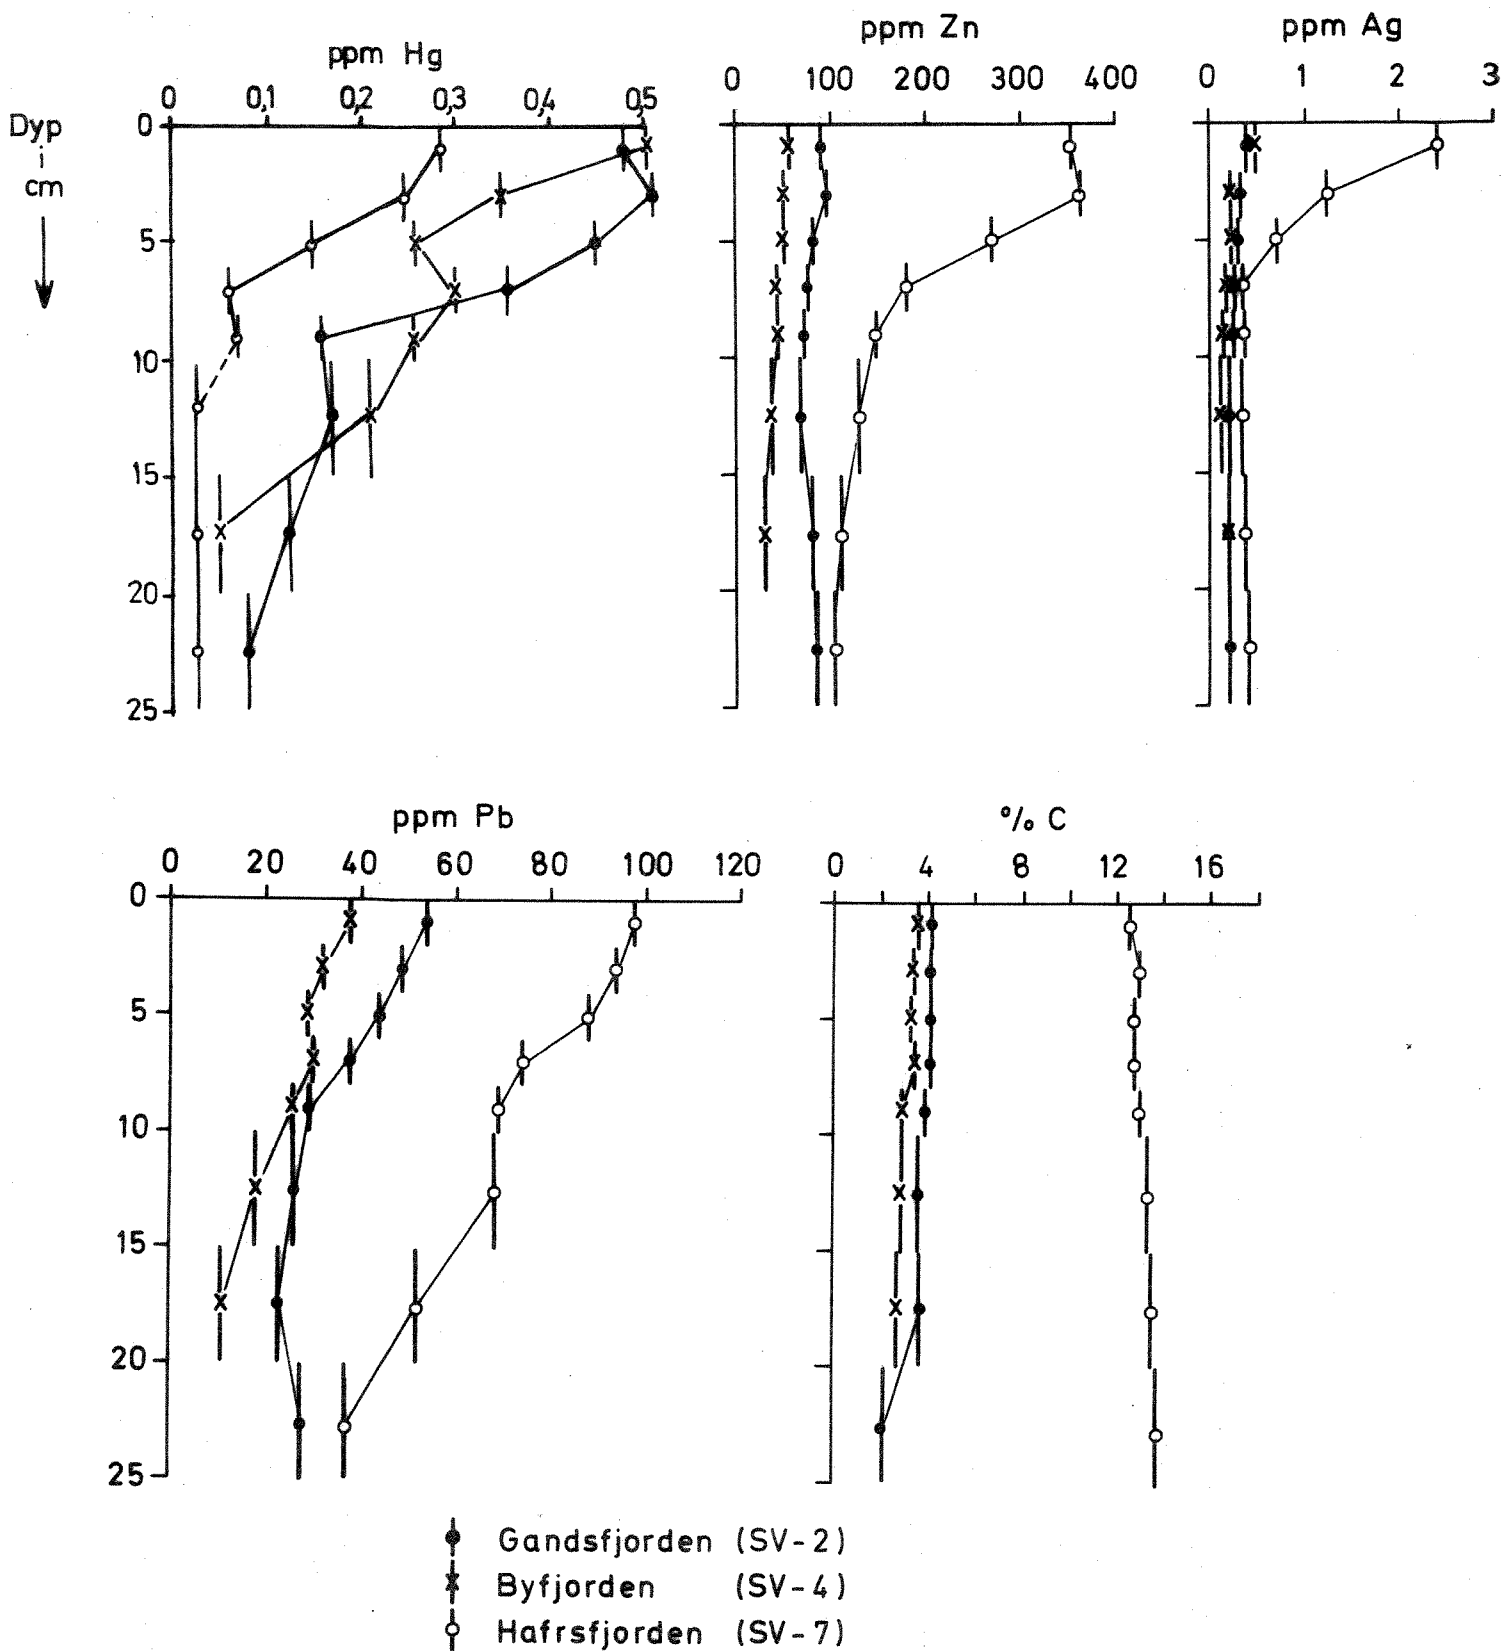 ppm Hg
0 0,1 0,2 0,3 0,4 0,5
Dyp i cm
0
5
10
15
20
25
ppm Zn
0 100 200 300 400
ppm Ag
0 1 2 3
ppm Pb
0 20 40 60 80 100 120
0
5
10
15
20
25
% C
0 4 8 12 16
Gandsfjorden (SV-2)
Byfjorden (SV-4)
Hafrsfjorden (SV-7)